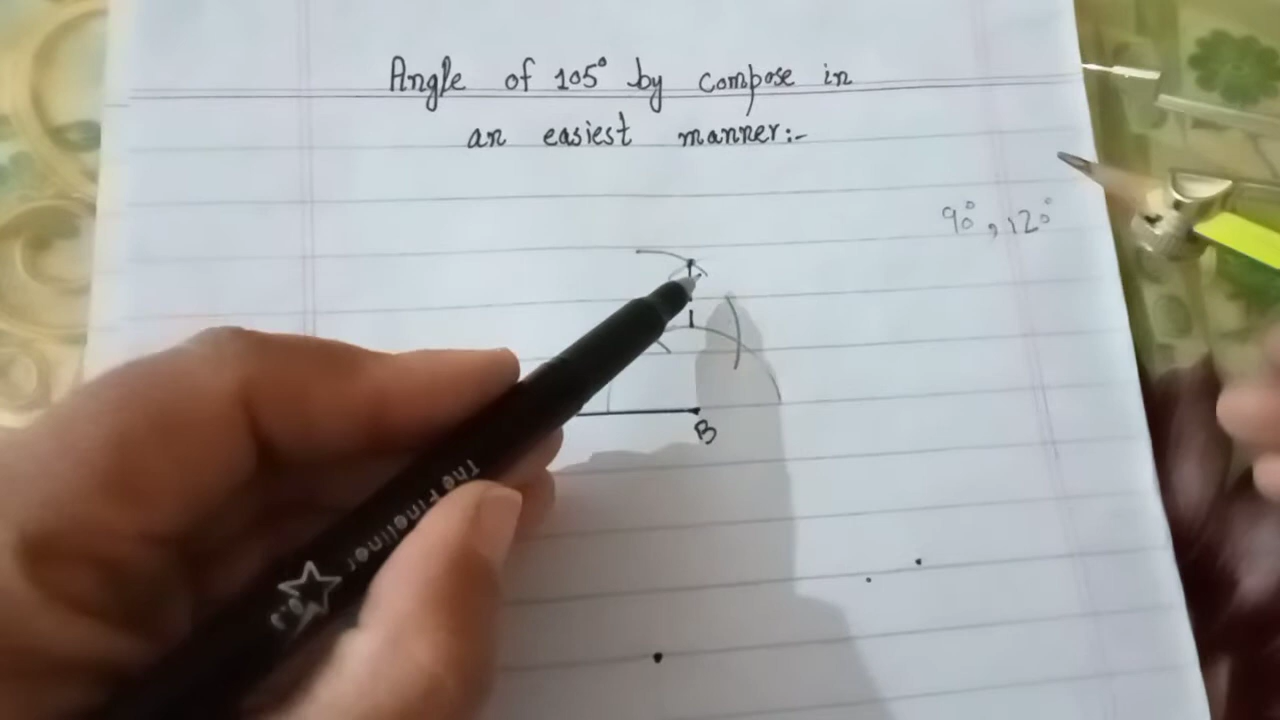 Angle of 105° by compose in
an easiest manner:-
90°, 120°
B
The Fineliner